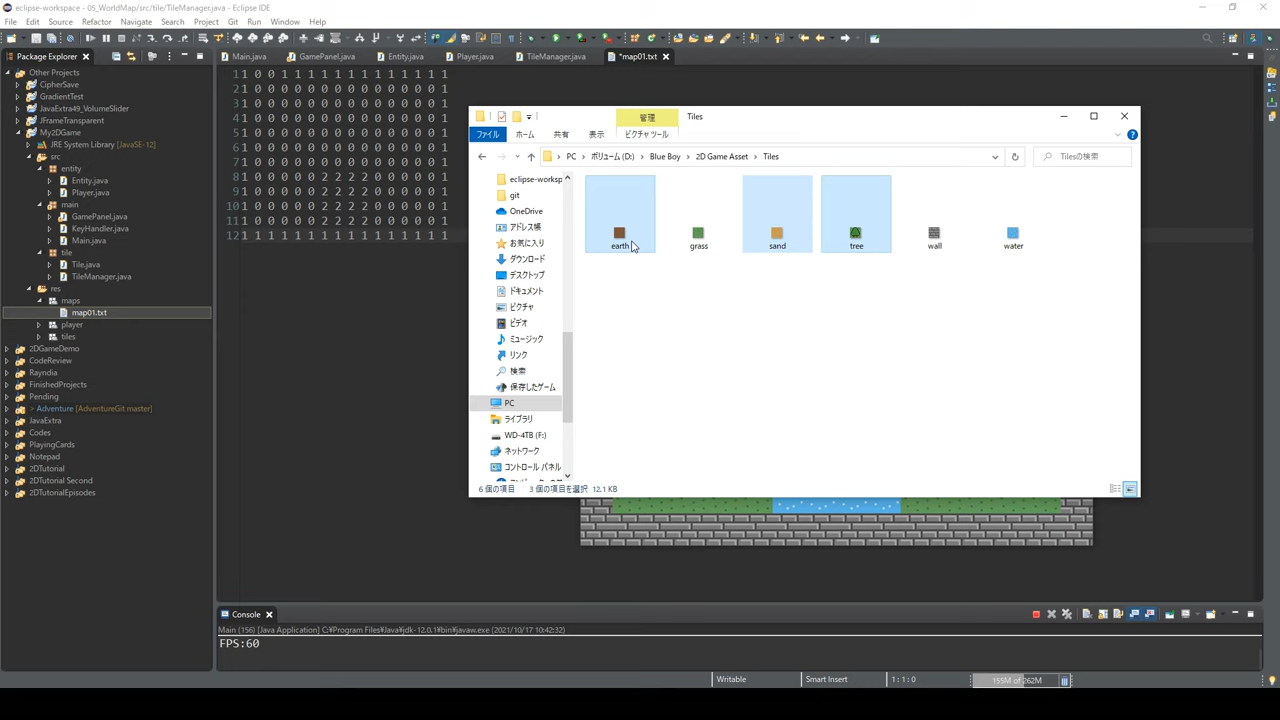 eclipse-workspace - 05_WorldMap/src/tile/TileManager.java - Eclipse IDE
File Edit Source Refactor Navigate Search Project Git Run Window Help
Package Explorer
Main.java GamePanel.java Entity.java Player.java TileManager.java *map01.txt
Other Projects
CipherSave
GradientTest
JavaExtra49_VolumeSlider
JFrameTransparent
My2DGame
JRE System Library [JavaSE-12]
src
entity
Entity.java
Player.java
main
GamePanel.java
KeyHandler.java
Main.java
tile
Tile.java
TileManager.java
res
maps
map01.txt
player
tiles
2DGameDemo
CodeReview
Rayndia
FinishedProjects
Pending
> Adventure [AdventureGit master]
JavaExtra
Codes
PlayingCards
Notepad
2DTutorial
2DTutorial Second
2DTutorialEpisodes
1 1 0 0 1 1 1 1 1 1 1 1 1 1 1 1 1
2 1 0 0 0 0 0 0 0 0 0 0 0 0 0 0 1
3 1 0 0 0 0 0 0 0 0 0 0 0 0 0 0 1
4 1 0 0 0 0 0 0 0 0 0 0 0 0 0 0 1
5 1 0 0 0 0 0 0 0 0 0 0 0 0 0 0 1
6 1 0 0 0 0 0 0 0 0 0 0 0 0 0 0 1
7 1 0 0 0 0 0 0 0 0 0 0 0 0 0 0 1
8 1 0 0 0 0 0 2 2 2 2 0 0 0 0 0 1
9 1 0 0 0 0 0 2 2 2 2 0 0 0 0 0 1
10 1 0 0 0 0 0 2 2 2 2 0 0 0 0 0 1
11 1 0 0 0 0 0 2 2 2 2 0 0 0 0 0 1
12 1 1 1 1 1 1 1 1 1 1 1 1 1 1 1 1
管理 Tiles
ファイル ホーム 共有 表示 ピクチャ ツール
PC > ボリューム (D:) > Blue Boy > 2D Game Asset > Tiles
Tilesの検索
eclipse-worksp
git
OneDrive
アドレス帳
お気に入り
ダウンロード
デスクトップ
ドキュメント
ピクチャ
ビデオ
ミュージック
リンク
検索
保存したゲーム
PC
ライブラリ
WD-4TB (F:)
ネットワーク
コントロール パネル
earth grass sand tree wall water
6 個の項目 3 個の項目を選択 12.1 KB
Console
Main (156) [Java Application] C:¥Program Files¥Java¥jdk-12.0.1¥bin¥javaw.exe (2021/10/17 10:42:32)
FPS:60
Writable Smart Insert 1 : 1 : 0 155M of 262M